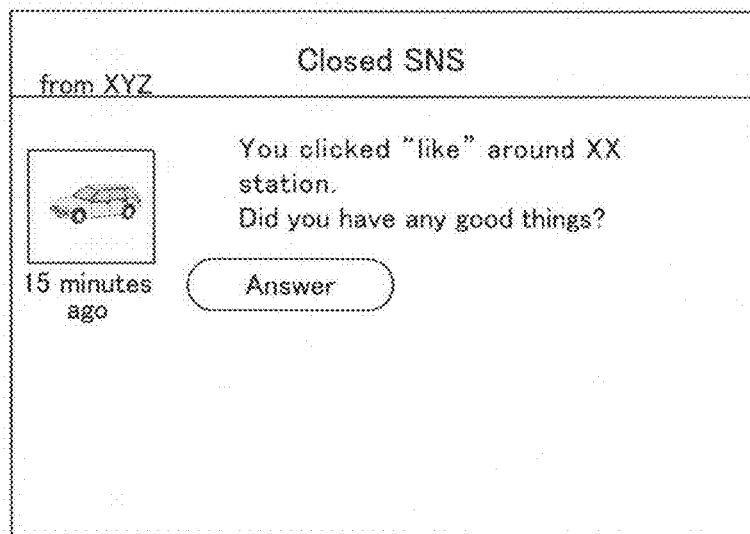 Closed SNS
from XYZ
You clicked "like" around XX
station.
Did you have any good things?
15 minutes
ago
Answer